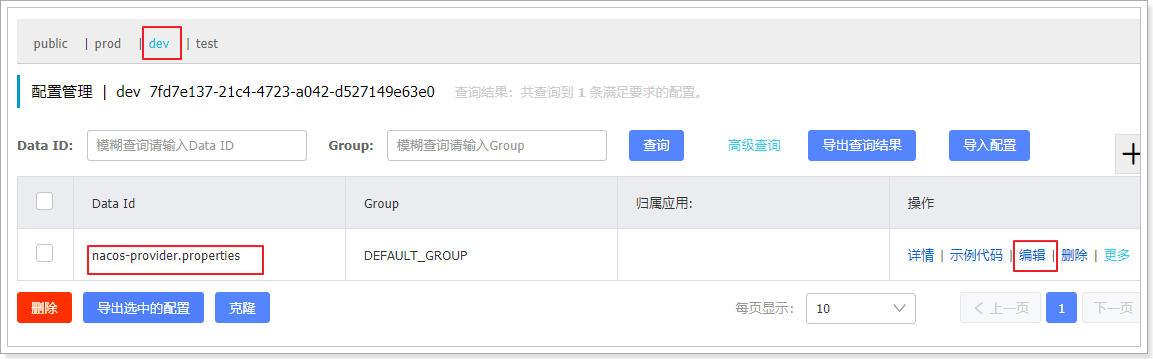 public | prod | dev | test
配置管理 | dev 7fd7e137-21c4-4723-a042-d527149e63e0 查询结果：共查询到 1 条满足要求的配置。
Data ID: 模糊查询请输入Data ID Group: 模糊查询请输入Group 查询 高级查询 导出查询结果 导入配置
Data Id Group 归属应用: 操作
nacos-provider.properties DEFAULT_GROUP 详情 | 示例代码 | 编辑 | 删除 | 更多
删除 导出选中的配置 克隆 每页显示： 10 < 上一页 1 下一页